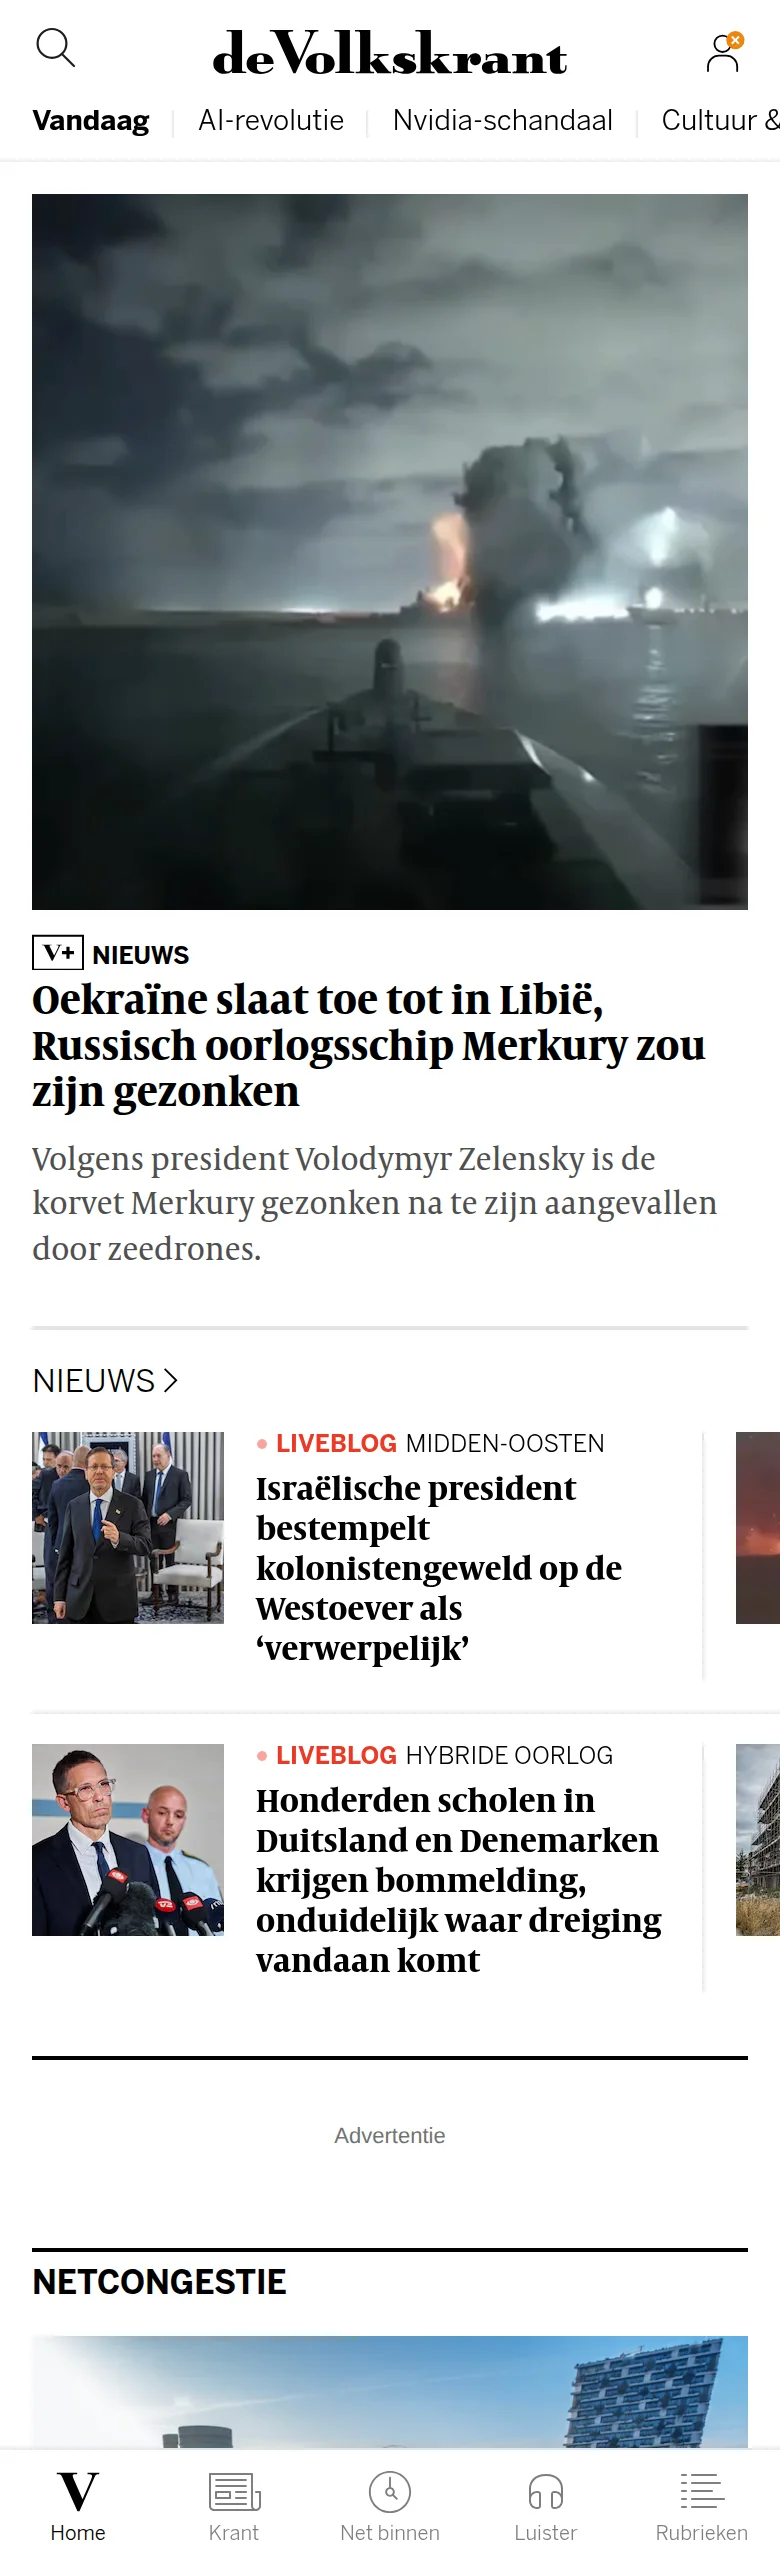 deVolkskrant
Vandaag
AI-revolutie
Nvidia-schandaal
Cultuur &
V+ NIEUWS
Oekraïne slaat toe tot in Libië,
Russisch oorlogsschip Merkury zou
zijn gezonken
Volgens president Volodymyr Zelensky is de
korvet Merkury gezonken na te zijn aangevallen
door zeedrones.
NIEUWS
LIVEBLOG MIDDEN-OOSTEN
Israëlische president
bestempelt
kolonistengeweld op de
Westoever als
‘verwerpelijk’
LIVEBLOG HYBRIDE OORLOG
Honderden scholen in
Duitsland en Denemarken
krijgen bommelding,
onduidelijk waar dreiging
vandaan komt
Advertentie
NETCONGESTIE
V
Home
Krant
Net binnen
Luister
Rubrieken